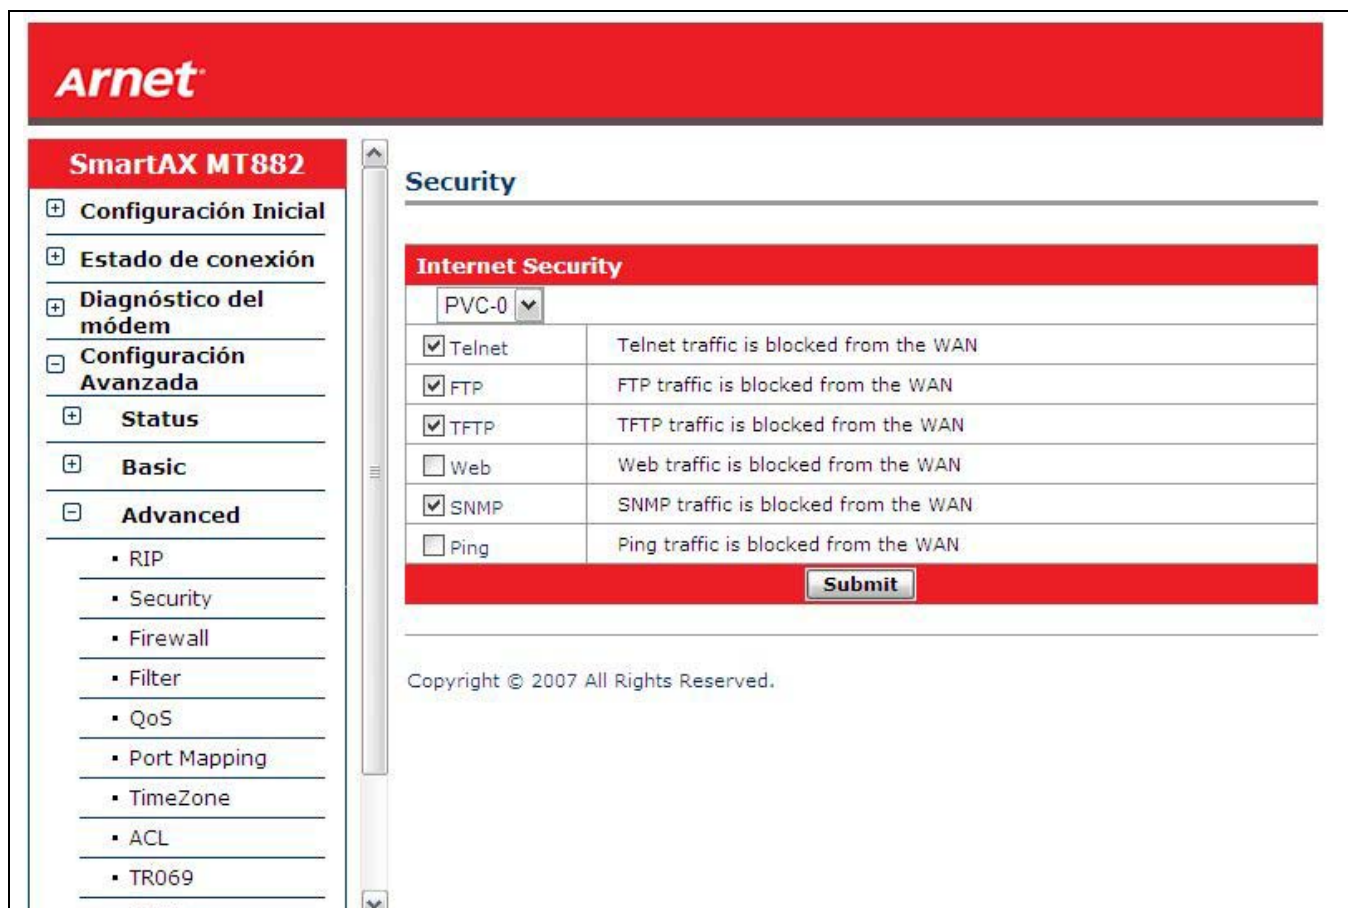 Arnet
SmartAX MT882
Configuración Inicial
Estado de conexión
Diagnóstico del
módem
Configuración
Avanzada
Status
Basic
Advanced
RIP
Security
Firewall
Filter
QoS
Port Mapping
TimeZone
ACL
TR069
Security
Internet Security
PVC-0
Telnet Telnet traffic is blocked from the WAN
FTP FTP traffic is blocked from the WAN
TFTP TFTP traffic is blocked from the WAN
Web Web traffic is blocked from the WAN
SNMP SNMP traffic is blocked from the WAN
Ping Ping traffic is blocked from the WAN
Submit
Copyright © 2007 All Rights Reserved.